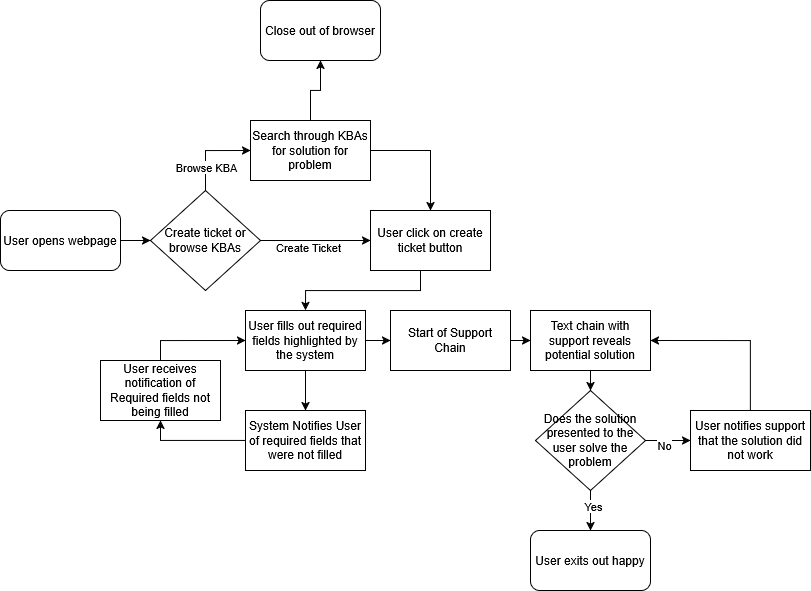 Close out of browser
Search through KBAs
for solution for
problem
Browse KBA
User opens webpage
Create ticket or
browse KBAs
Create Ticket
User click on create
ticket button
User fills out required
fields highlighted by
the system
Start of Support
Chain
Text chain with
support reveals
potential solution
User receives
notification of
Required fields not
being filled
System Notifies User
of required fields that
were not filled
Does the solution
presented to the
user solve the
problem
No
User notifies support
that the solution did
not work
Yes
User exits out happy